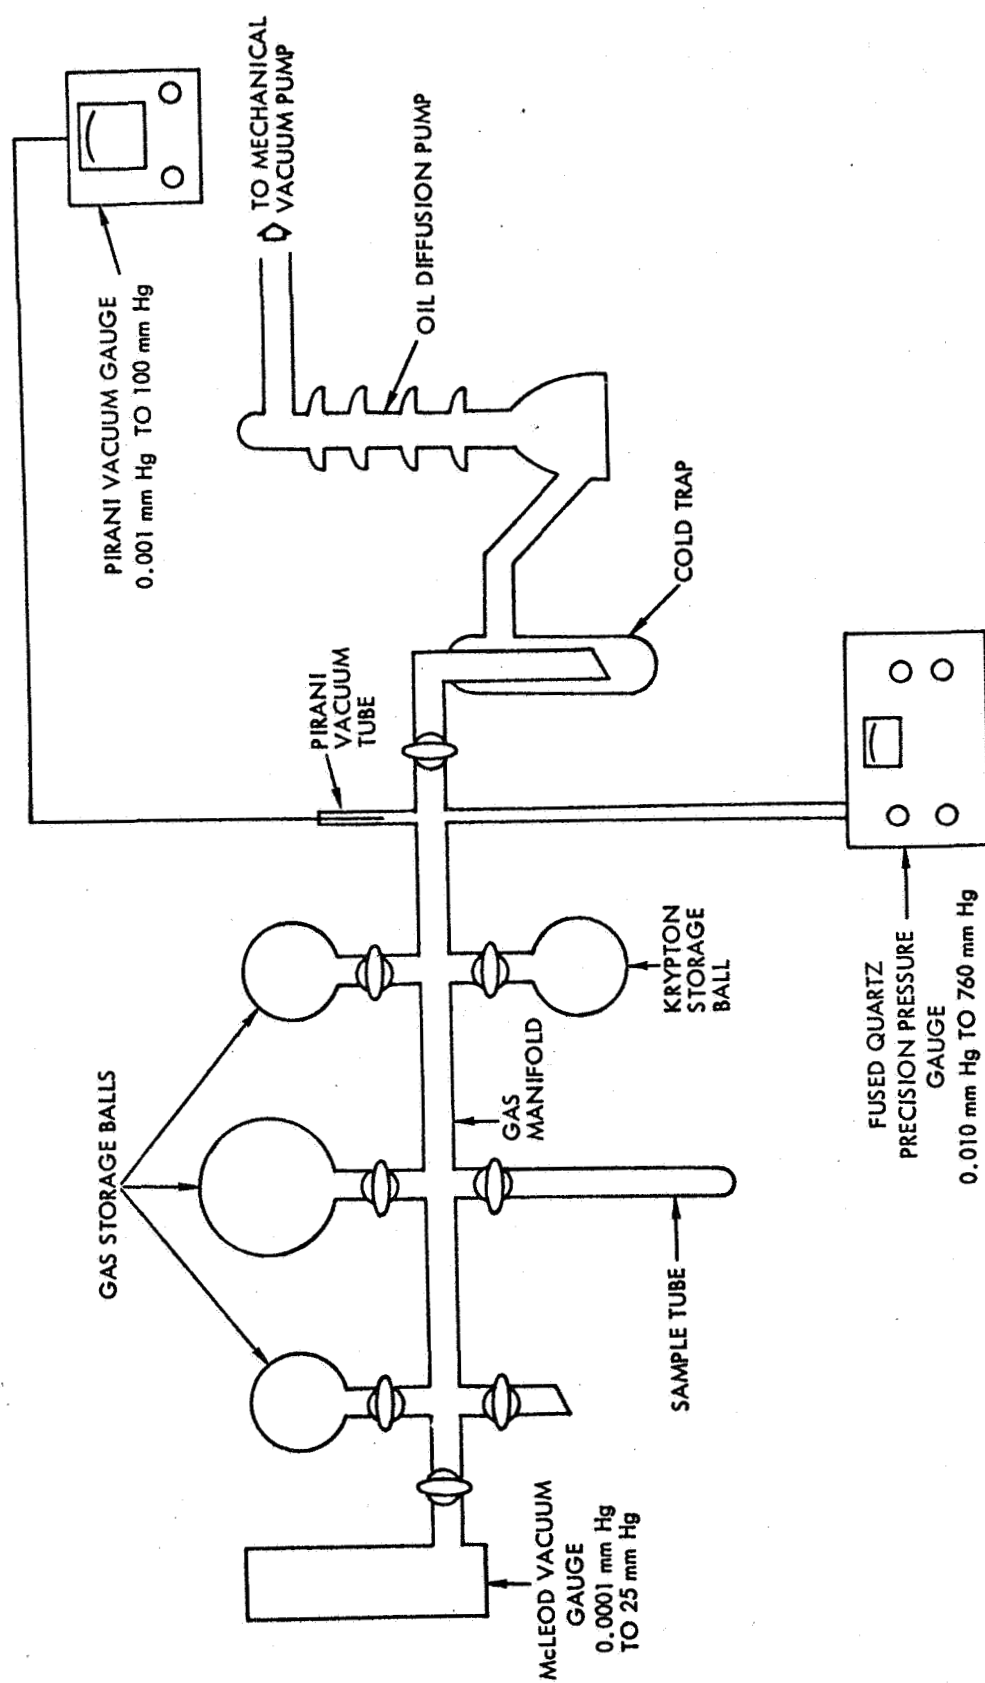 PIRANI VACUUM GAUGE
0.001 mm Hg TO 100 mm Hg
TO MECHANICAL
VACUUM PUMP
OIL DIFFUSION PUMP
COLD TRAP
PIRANI
VACUUM
TUBE
GAS STORAGE BALLS
KRYPTON
STORAGE
BALL
GAS
MANIFOLD
SAMPLE TUBE
McLEOD VACUUM
GAUGE
0.0001 mm Hg
TO 25 mm Hg
FUSED QUARTZ
PRECISION PRESSURE
GAUGE
0.010 mm Hg TO 760 mm Hg